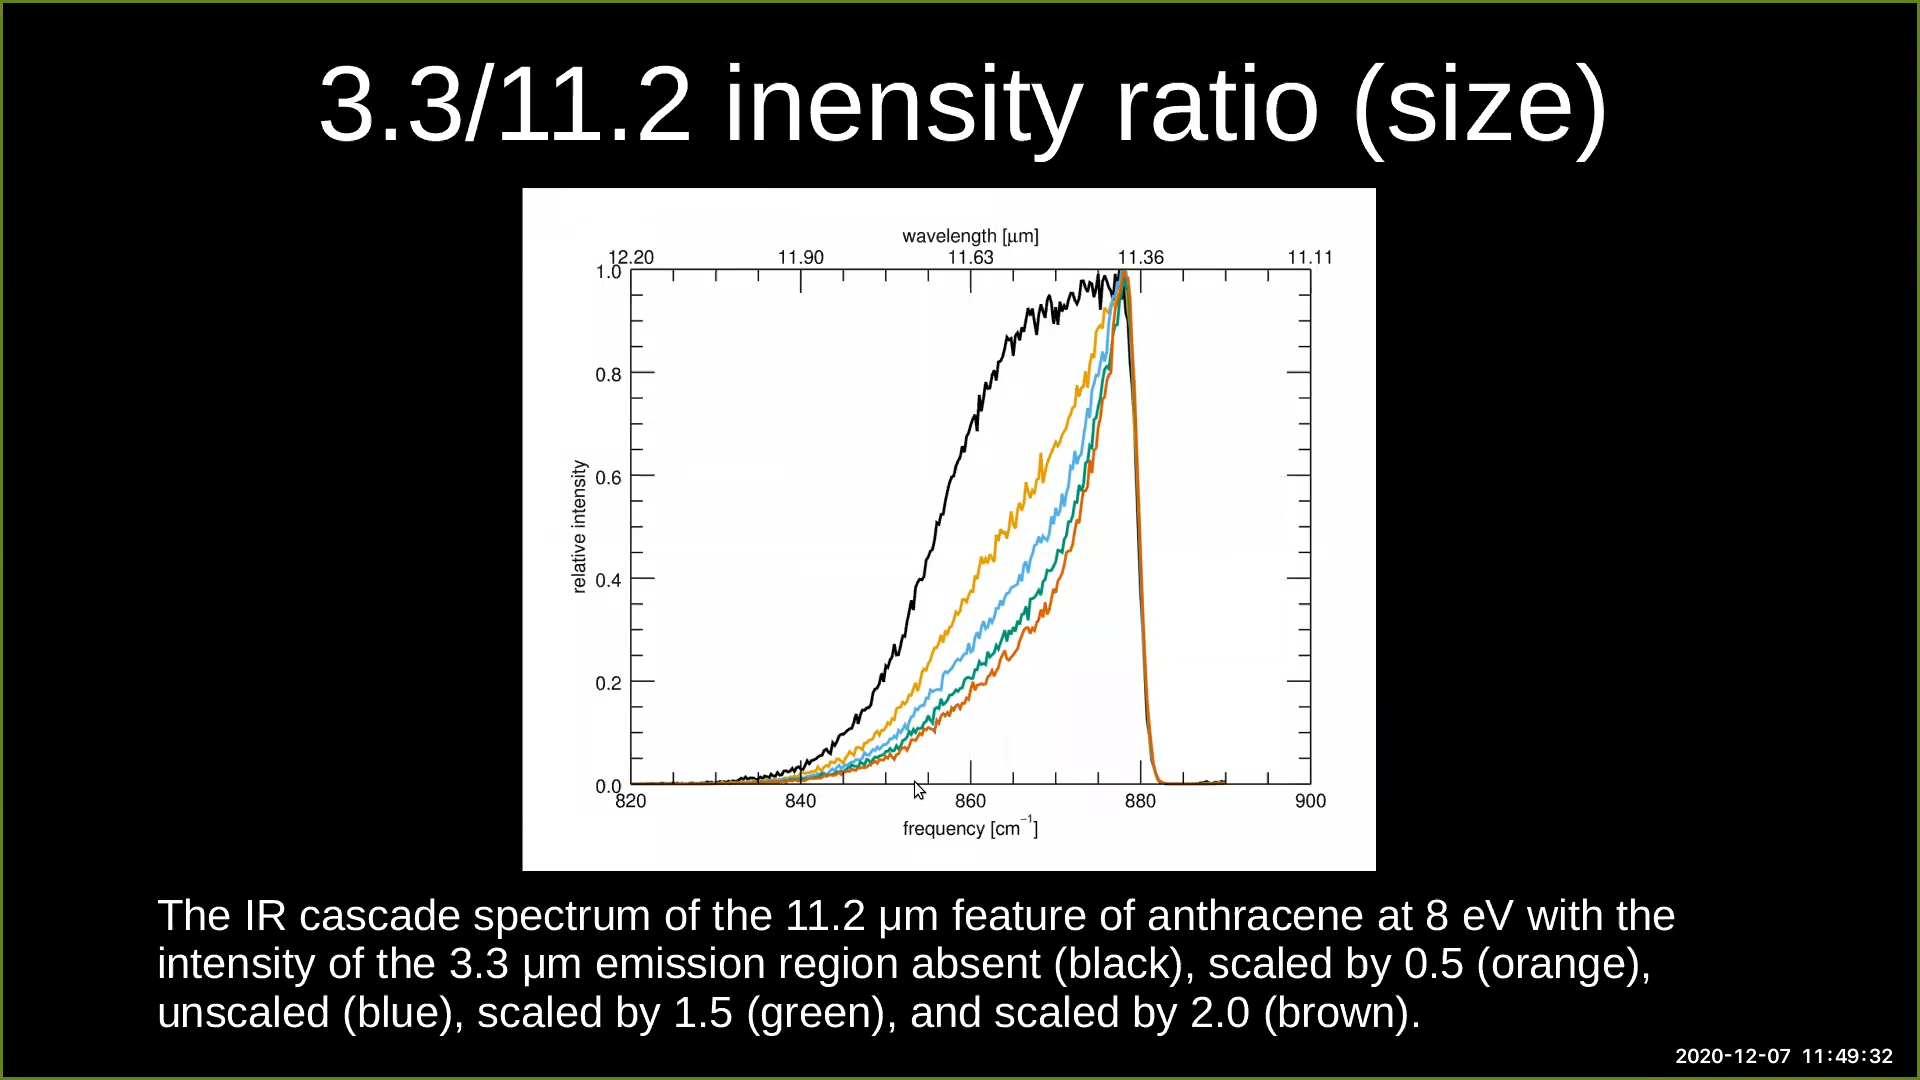 3.3/11.2 inensity ratio (size)
wavelength [μm]
12.20 11.90 11.63 11.36 11.11
1.0
0.8
0.6
0.4
0.2
0.0
relative intensity
820 840 860 880 900
frequency [cm⁻¹]
The IR cascade spectrum of the 11.2 μm feature of anthracene at 8 eV with the
intensity of the 3.3 μm emission region absent (black), scaled by 0.5 (orange),
unscaled (blue), scaled by 1.5 (green), and scaled by 2.0 (brown).
2020-12-07 11:49:32